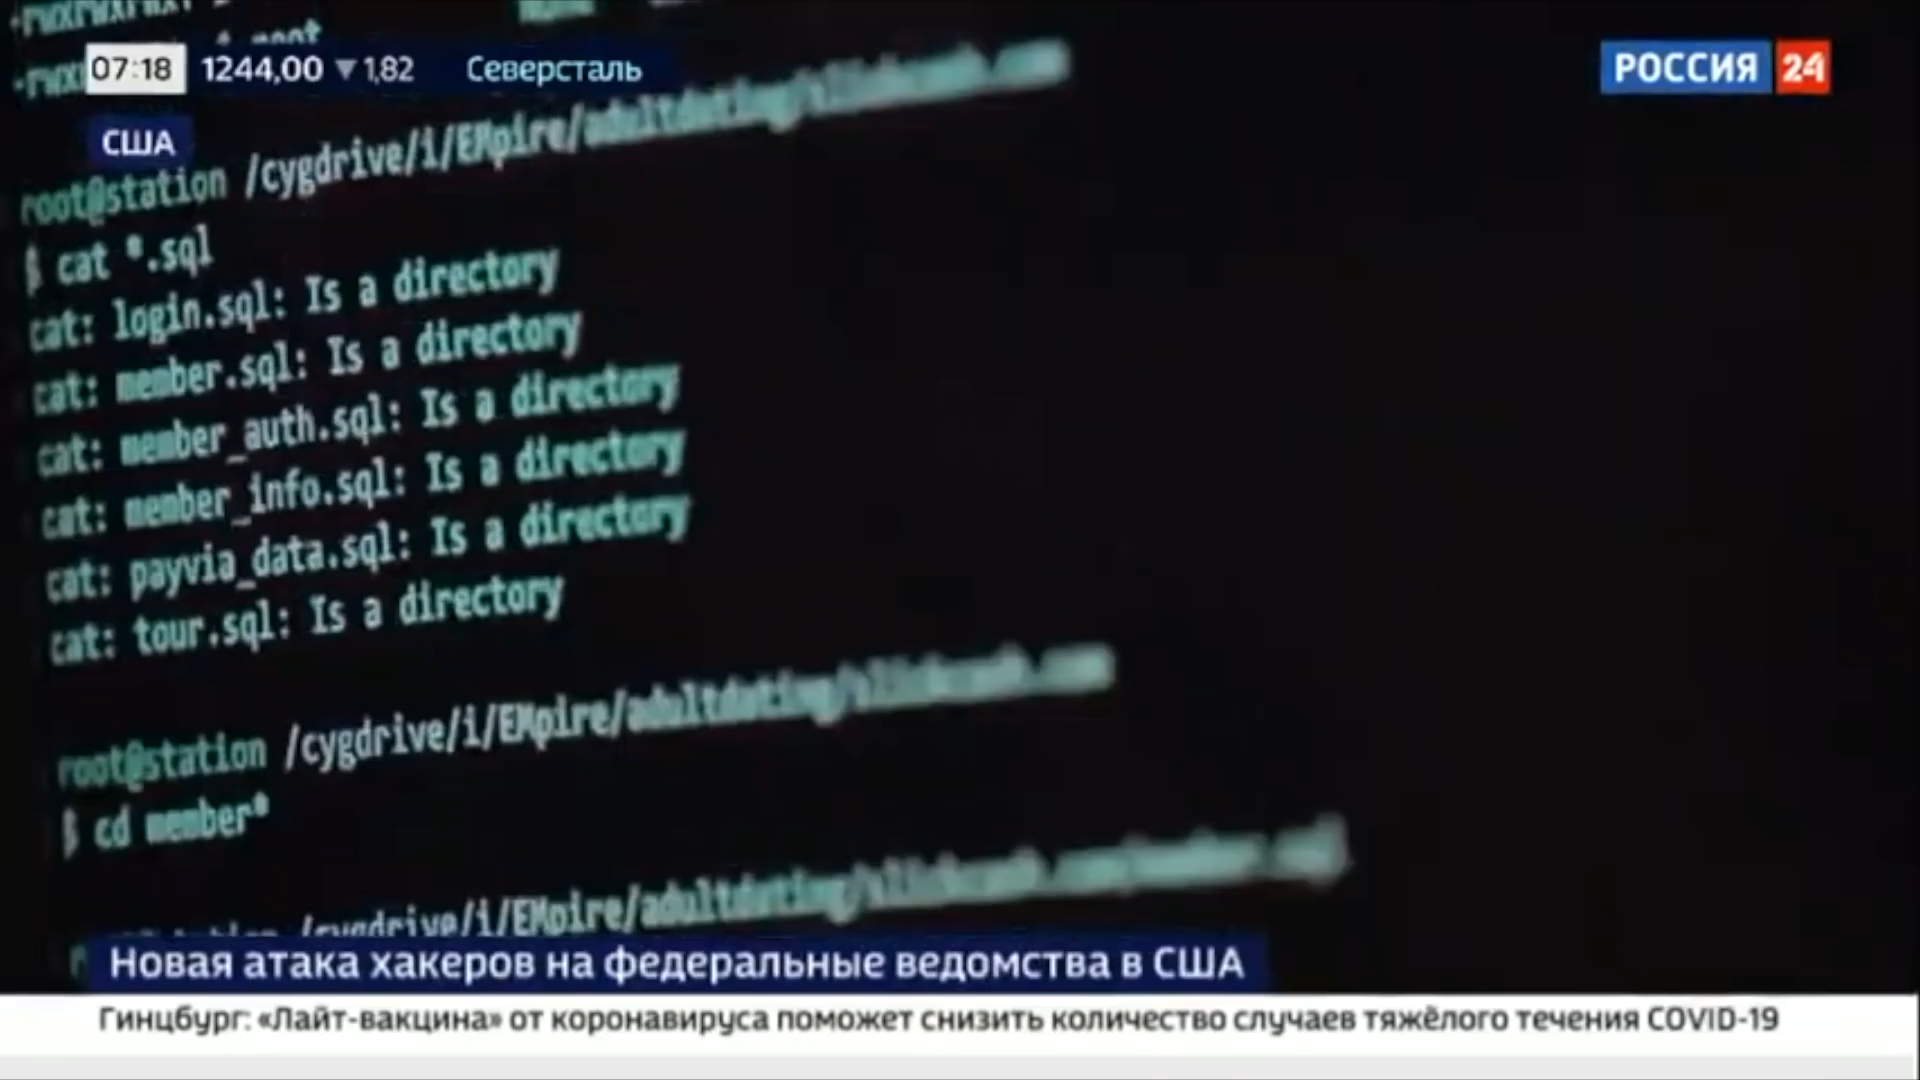 07:18 1244,00 ▼1,82 Северсталь
РОССИЯ 24
США
root@station /cygdrive/i/EMpire/adultdating/
$ cat *.sql
cat: login.sql: Is a directory
cat: member.sql: Is a directory
cat: member_auth.sql: Is a directory
cat: member_info.sql: Is a directory
cat: payvia_data.sql: Is a directory
cat: tour.sql: Is a directory
root@station /cygdrive/i/EMpire/adultdating/
$ cd member*
/cygdrive/i/EMpire/adultdating/
Новая атака хакеров на федеральные ведомства в США
Гинцбург: «Лайт-вакцина» от коронавируса поможет снизить количество случаев тяжёлого течения COVID-19